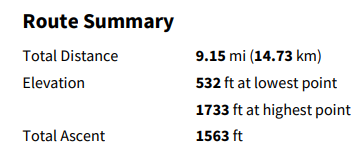 Route Summary
Total Distance 9.15 mi (14.73 km)
Elevation 532 ft at lowest point
1733 ft at highest point
Total Ascent 1563 ft